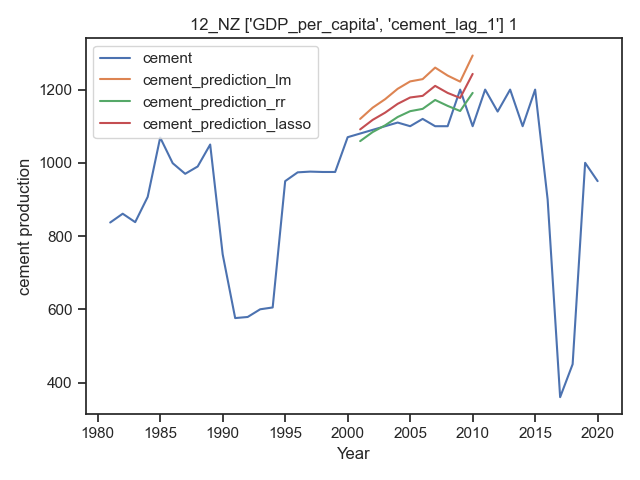 12_NZ ['GDP_per_capita', 'cement_lag_1'] 1
cement
cement_prediction_lm
cement_prediction_rr
cement_prediction_lasso
cement production
1200
1000
800
600
400
1980 1985 1990 1995 2000 2005 2010 2015 2020
Year